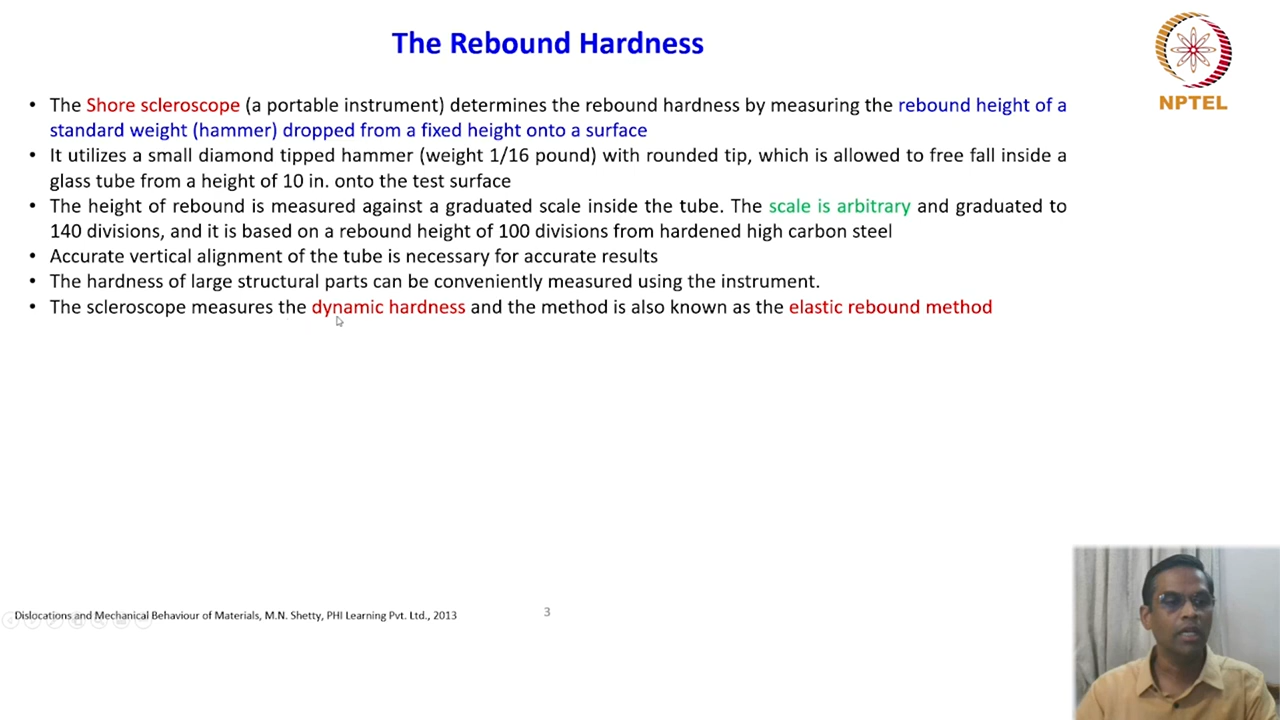 The Rebound Hardness
NPTEL
• The Shore scleroscope (a portable instrument) determines the rebound hardness by measuring the rebound height of a
standard weight (hammer) dropped from a fixed height onto a surface
• It utilizes a small diamond tipped hammer (weight 1/16 pound) with rounded tip, which is allowed to free fall inside a
glass tube from a height of 10 in. onto the test surface
• The height of rebound is measured against a graduated scale inside the tube. The scale is arbitrary and graduated to
140 divisions, and it is based on a rebound height of 100 divisions from hardened high carbon steel
• Accurate vertical alignment of the tube is necessary for accurate results
• The hardness of large structural parts can be conveniently measured using the instrument.
• The scleroscope measures the dynamic hardness and the method is also known as the elastic rebound method
Dislocations and Mechanical Behaviour of Materials, M.N. Shetty, PHI Learning Pvt. Ltd., 2013
3